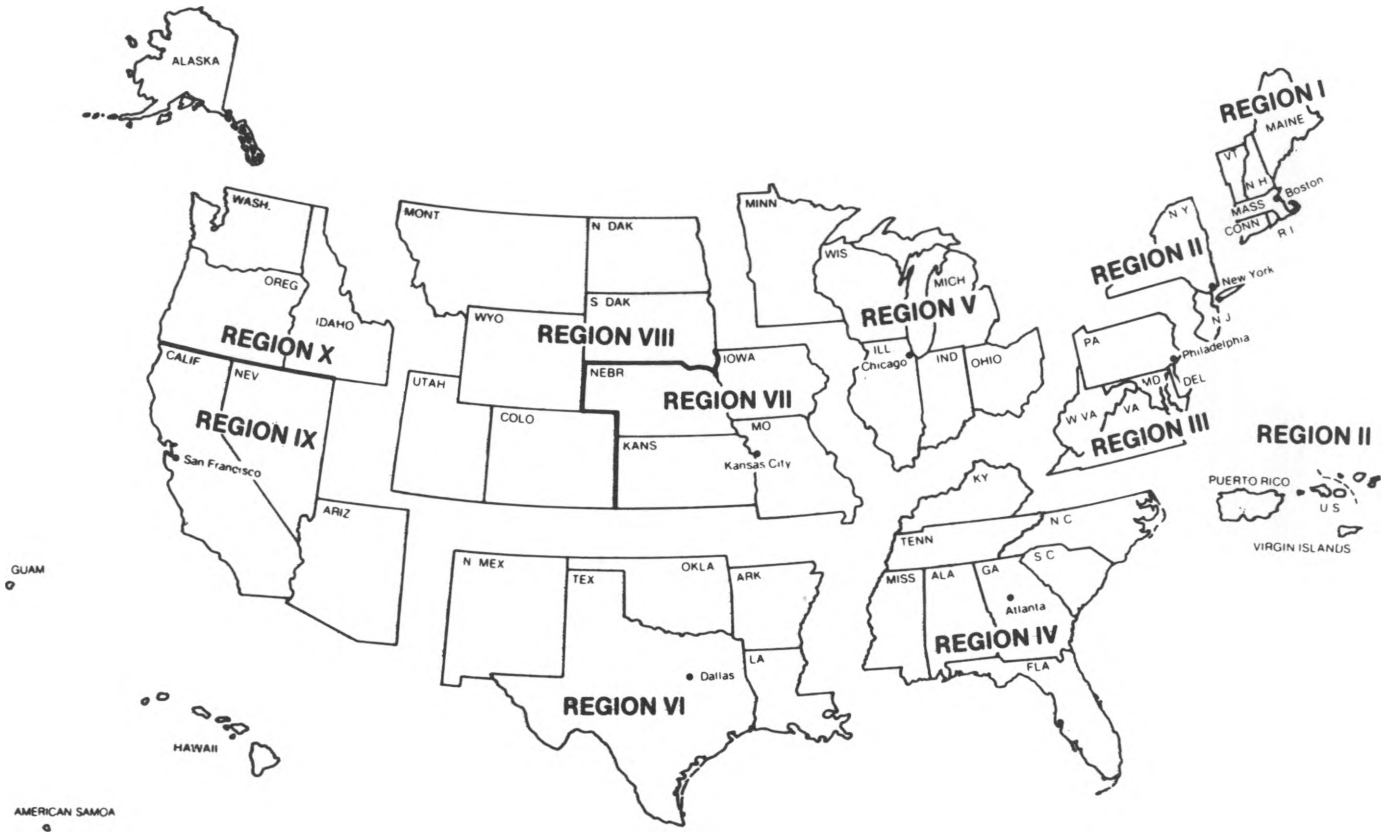 ALASKA
REGION I
MAINE
VT
N H
Boston
MASS
CONN
R I
WASH.
MONT
N DAK
MINN
N Y
REGION II
New York
N J
OREG
IDAHO
REGION X
WYO
S DAK
REGION VIII
WIS
MICH
REGION V
PA
Philadelphia
MD
DEL
W VA
VA
REGION III
CALIF
NEV
REGION IX
San Francisco
UTAH
COLO
NEBR
IOWA
REGION VII
KANS
MO
Kansas City
ILL
Chicago
IND
OHIO
REGION II
PUERTO RICO
U S
VIRGIN ISLANDS
ARIZ
KY
N C
TENN
S C
GUAM
N MEX
TEX
OKLA
ARK
MISS
ALA
GA
Atlanta
REGION IV
FLA
LA
Dallas
REGION VI
HAWAII
AMERICAN SAMOA